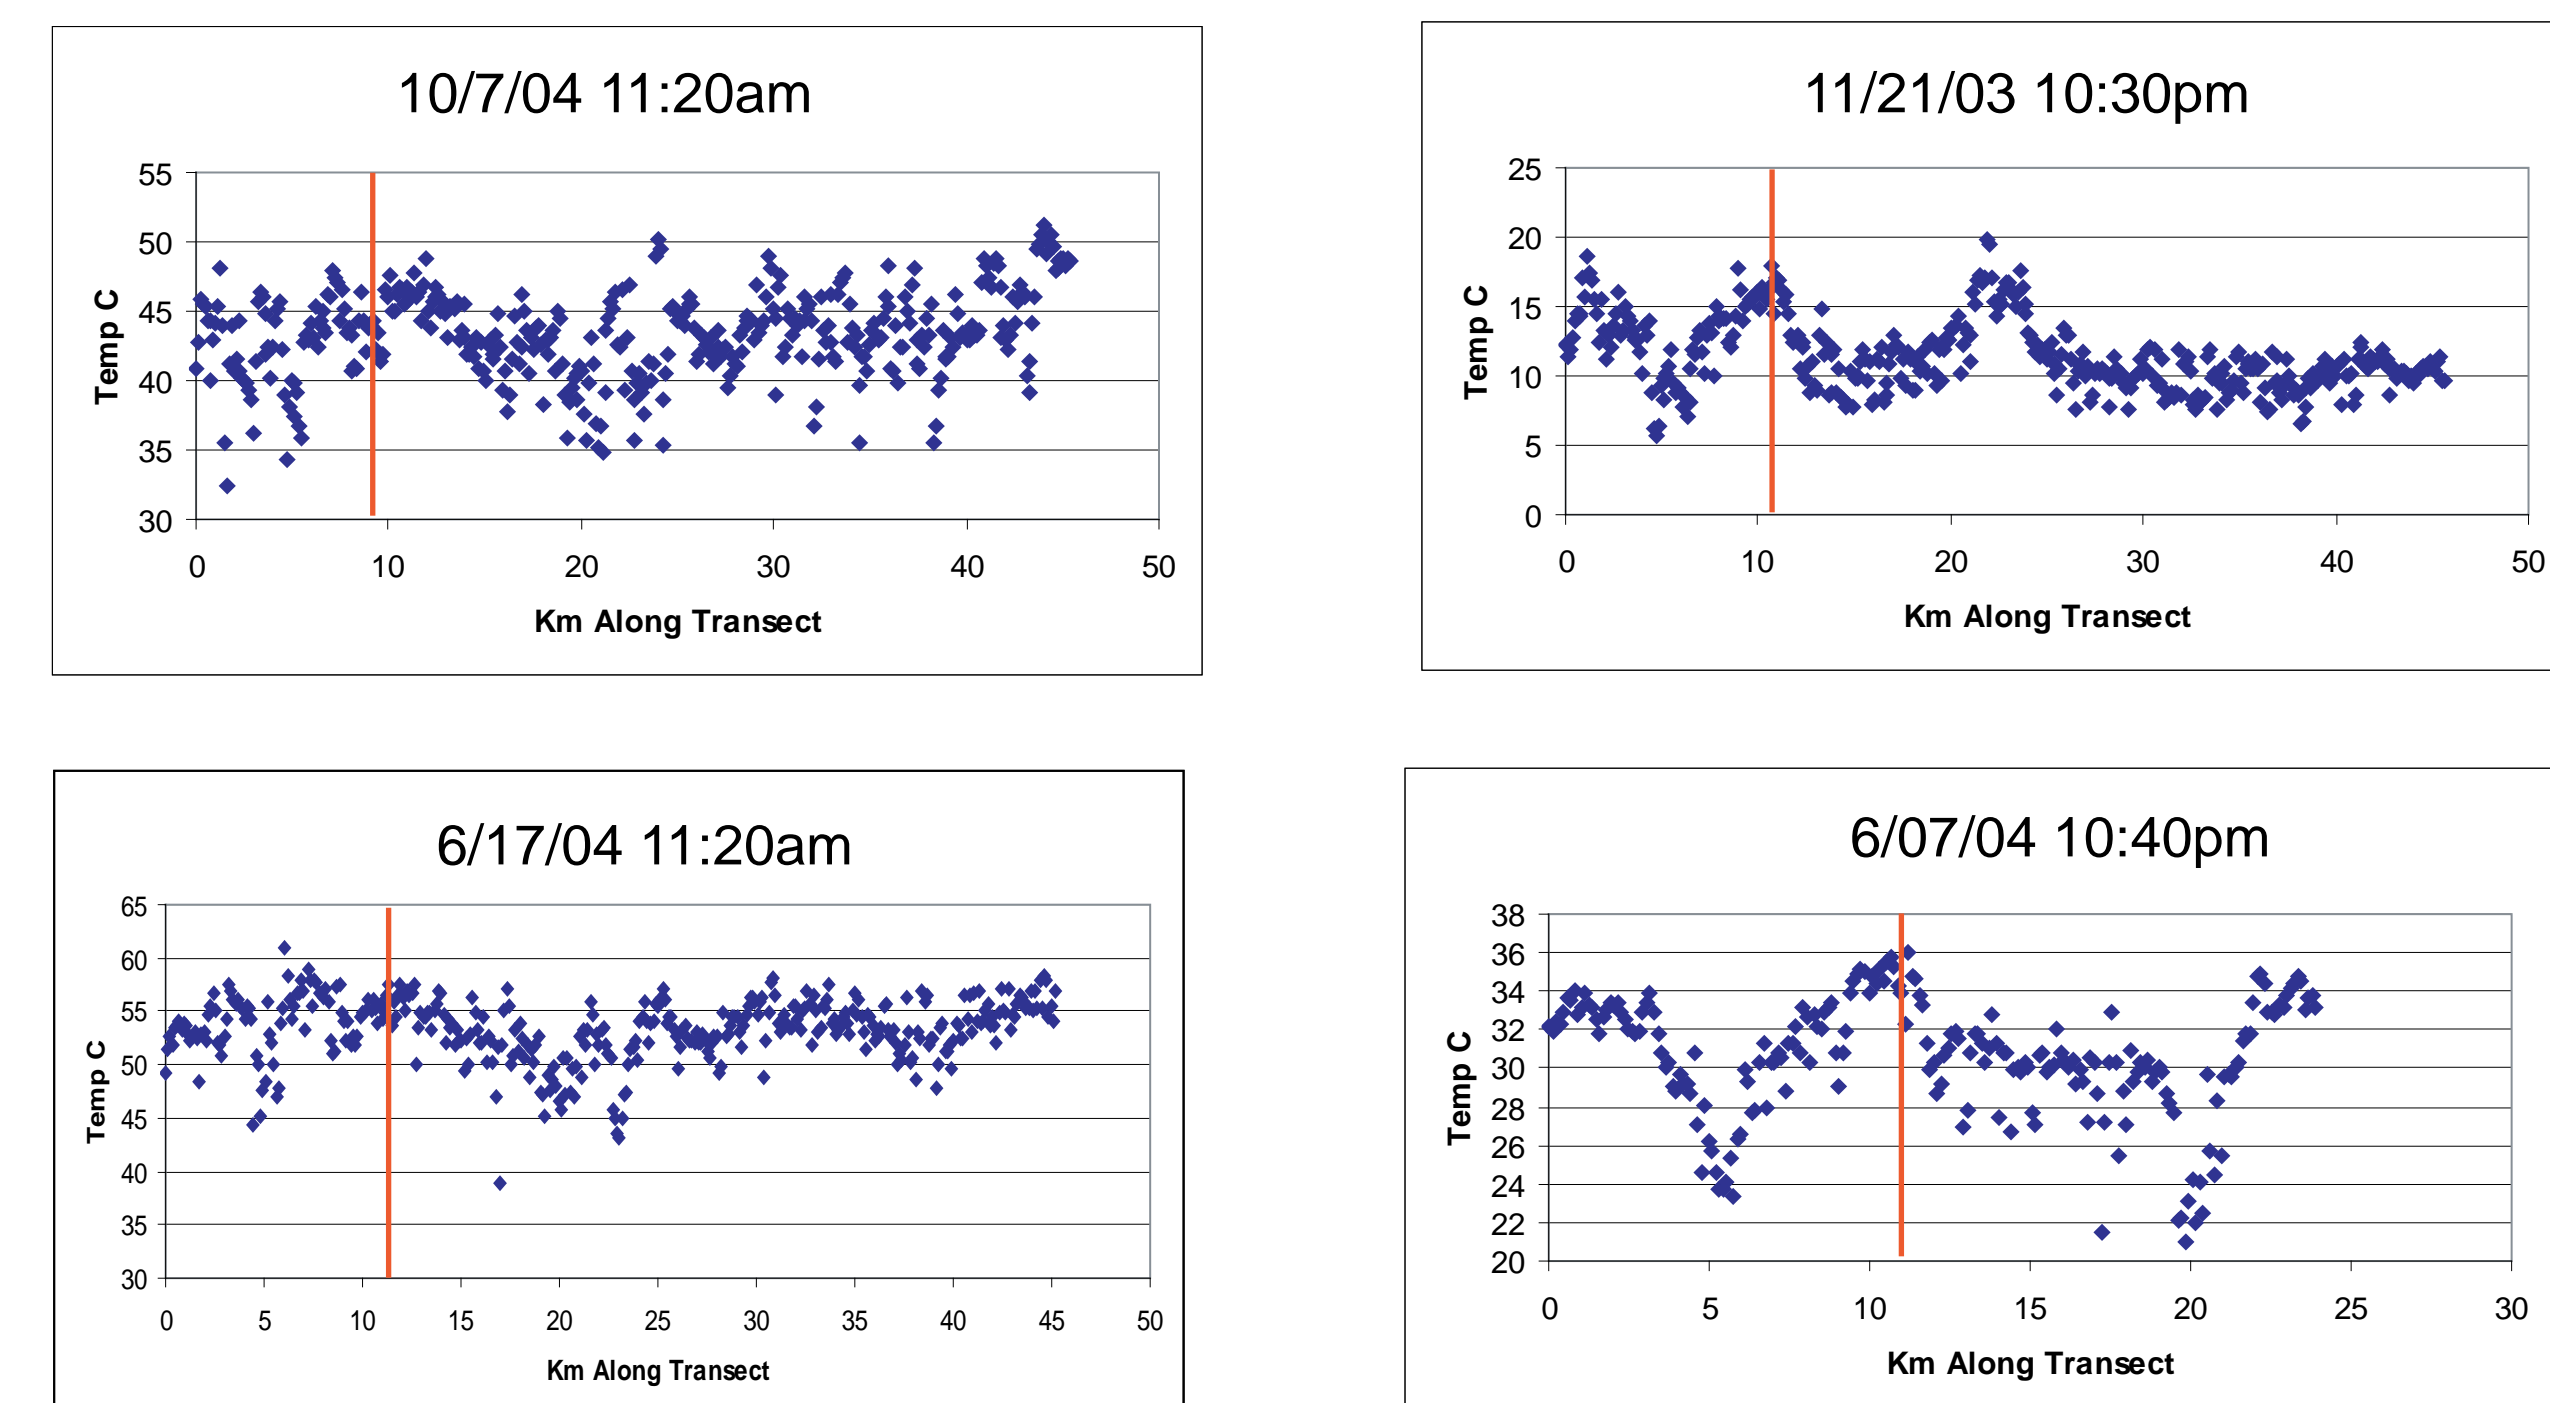 10/7/04 11:20am
55
50
45
40
35
30
Temp C
0 10 20 30 40 50
Km Along Transect
11/21/03 10:30pm
25
20
15
10
5
0
Temp C
0 10 20 30 40 50
Km Along Transect
6/17/04 11:20am
65
60
55
50
45
40
35
30
Temp C
0 5 10 15 20 25 30 35 40 45 50
Km Along Transect
6/07/04 10:40pm
38
36
34
32
30
28
26
24
22
20
Temp C
0 5 10 15 20 25 30
Km Along Transect